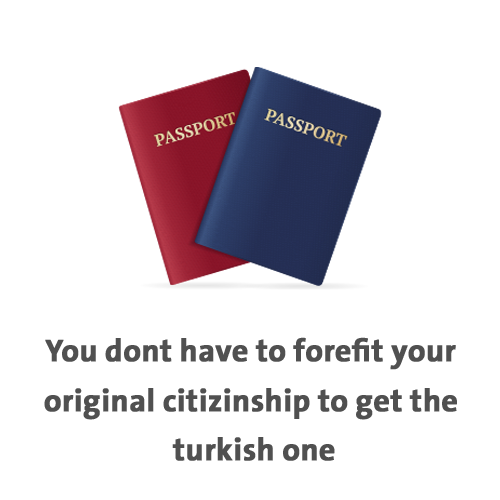 PASSPORT
PASSPORT
You dont have to forefit your
original citizinship to get the
turkish one